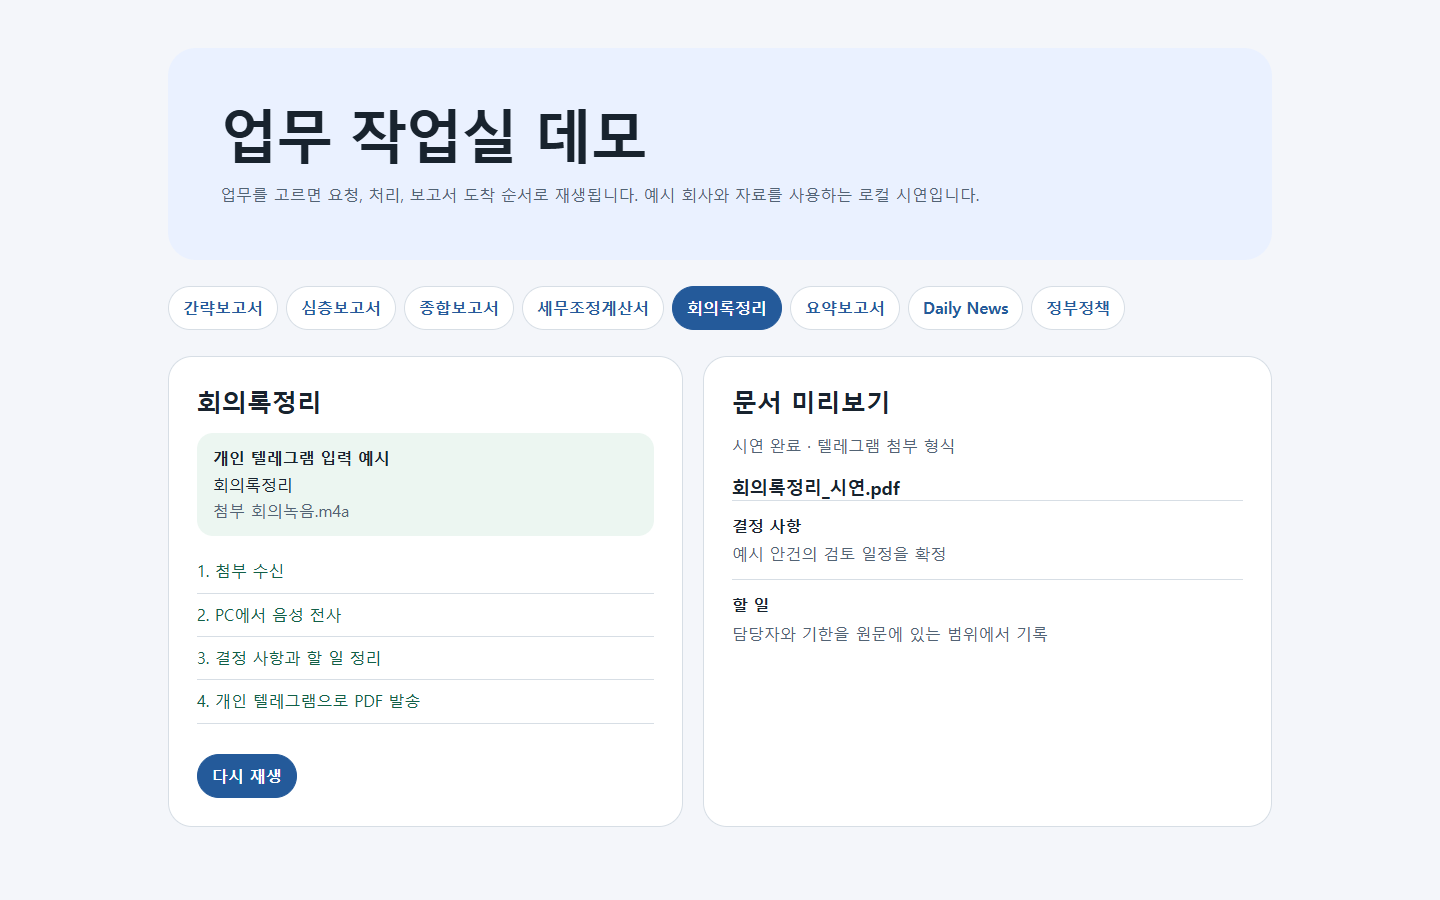 업무 작업실 데모
업무를 고르면 요청, 처리, 보고서 도착 순서로 재생됩니다. 예시 회사와 자료를 사용하는 로컬 시연입니다.
간략보고서
심층보고서
종합보고서
세무조정계산서
회의록정리
요약보고서
Daily News
정부정책
회의록정리
개인 텔레그램 입력 예시
회의록정리
첨부 회의녹음.m4a
1. 첨부 수신
2. PC에서 음성 전사
3. 결정 사항과 할 일 정리
4. 개인 텔레그램으로 PDF 발송
다시 재생
문서 미리보기
시연 완료 · 텔레그램 첨부 형식
회의록정리_시연.pdf
결정 사항
예시 안건의 검토 일정을 확정
할 일
담당자와 기한을 원문에 있는 범위에서 기록